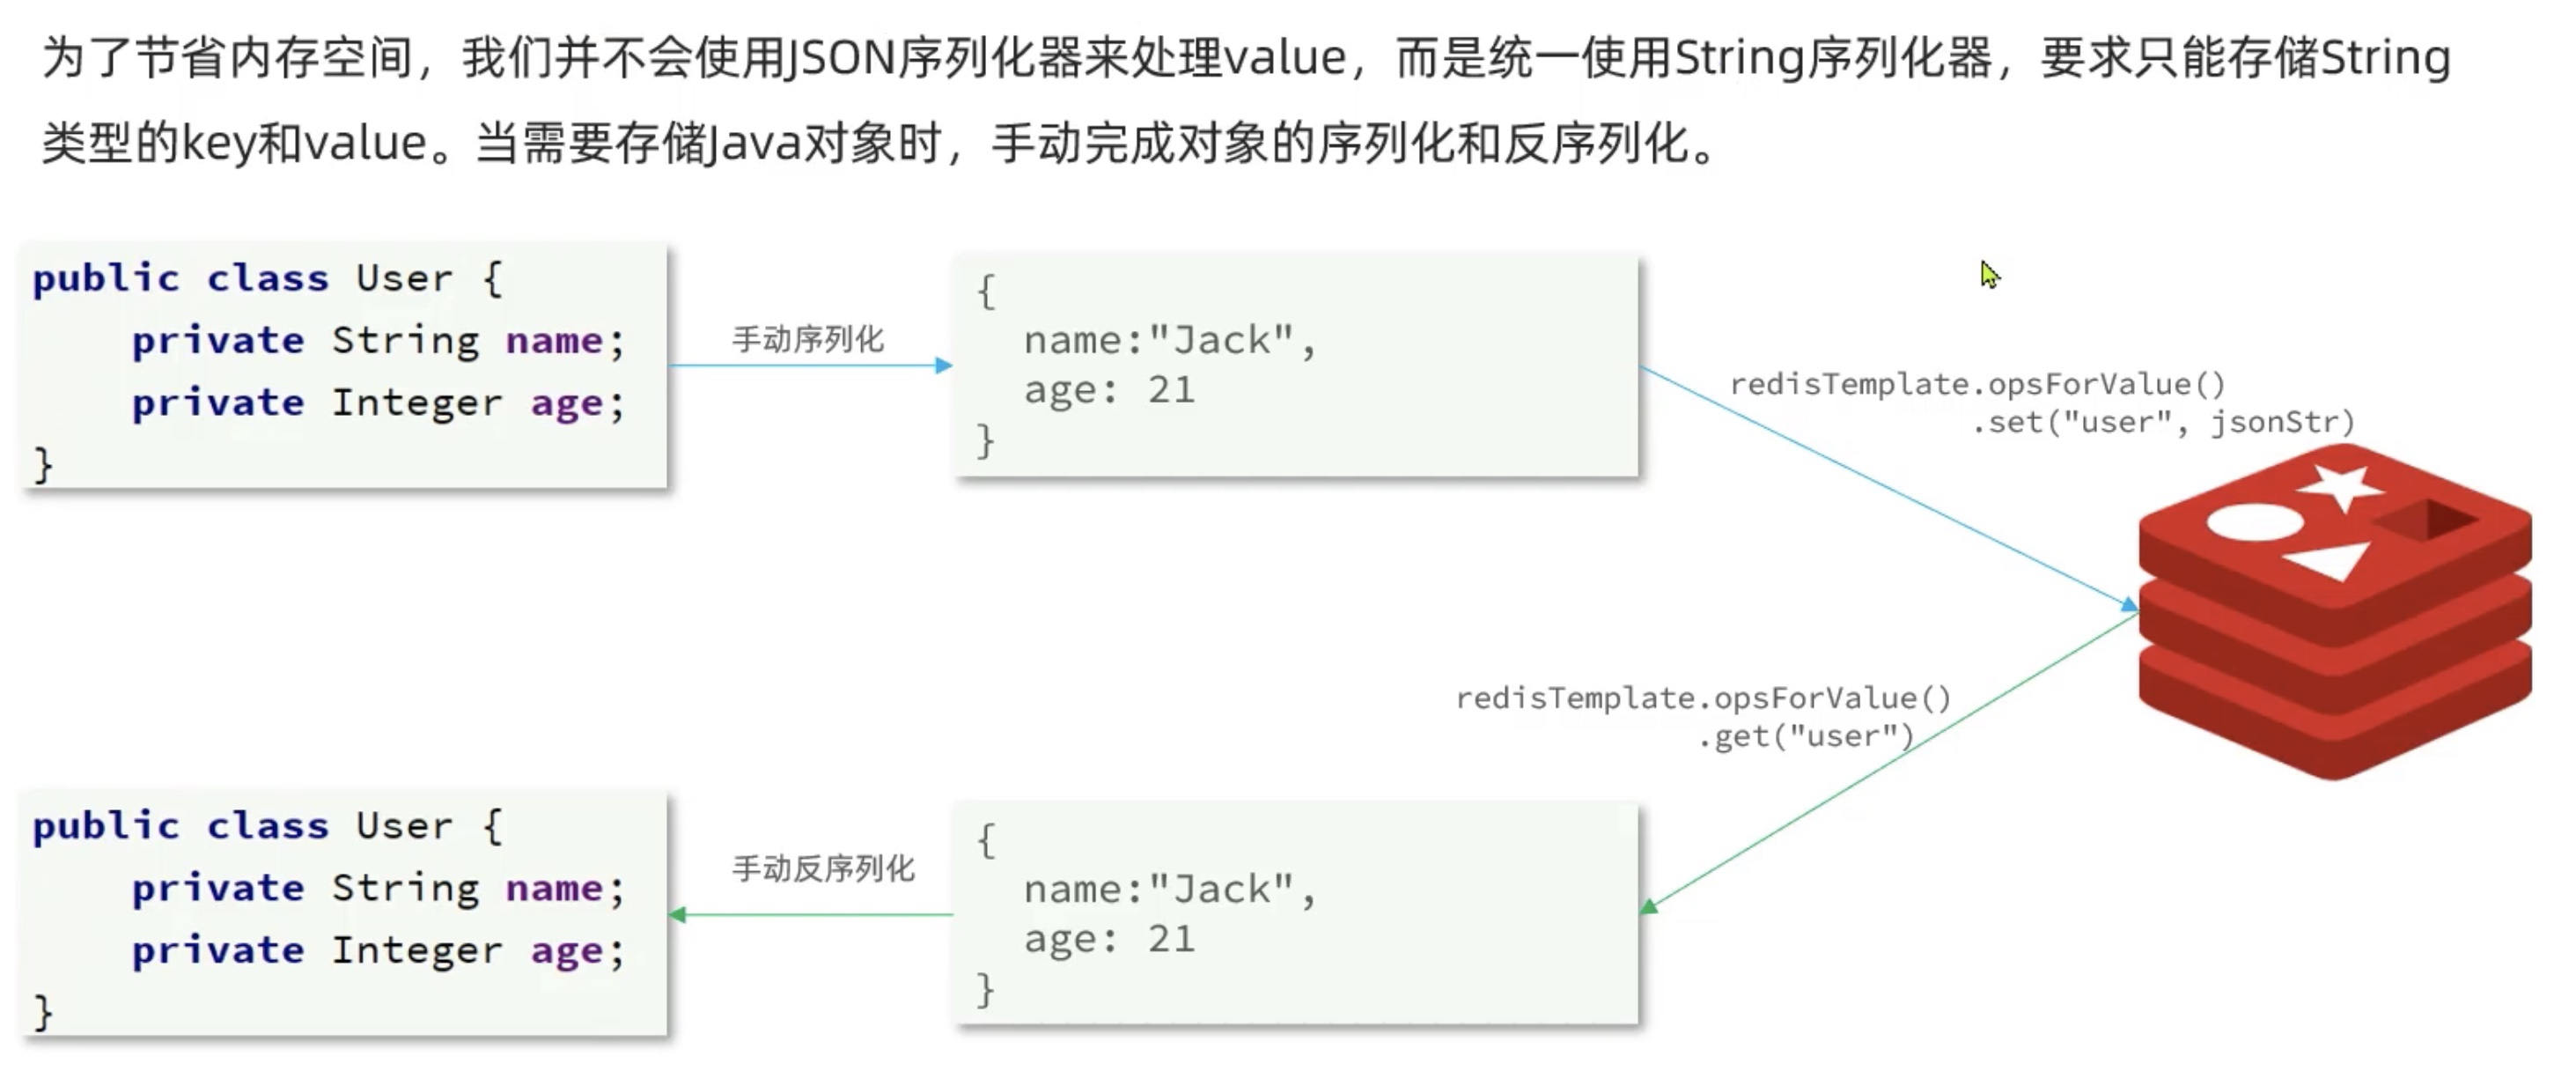 为了节省内存空间，我们并不会使用JSON序列化器来处理value，而是统一使用String序列化器，要求只能存储String
类型的key和value。当需要存储Java对象时，手动完成对象的序列化和反序列化。
public class User {
    private String name;
    private Integer age;
}
手动序列化
{
  name:"Jack",
  age: 21
}
redisTemplate.opsForValue()
.set("user", jsonStr)
redisTemplate.opsForValue()
.get("user")
public class User {
    private String name;
    private Integer age;
}
手动反序列化
{
  name:"Jack",
  age: 21
}